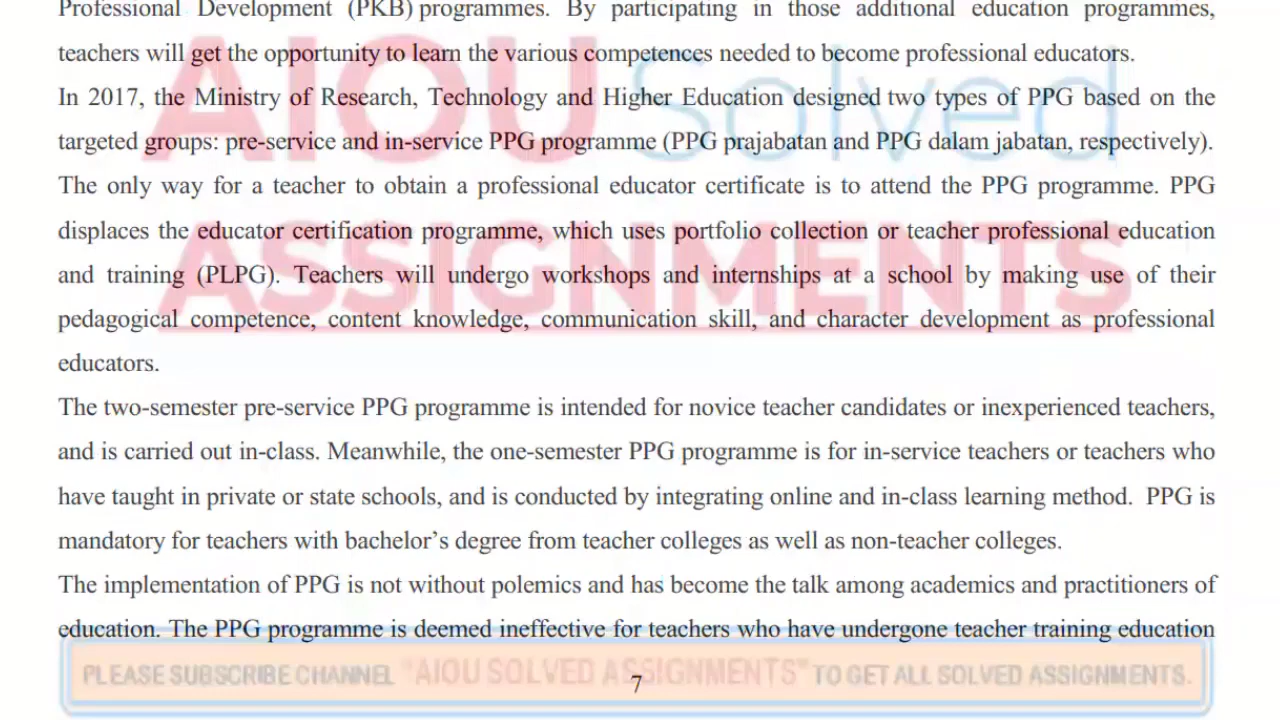 Professional Development (PKB) programmes. By participating in those additional education programmes,
teachers will get the opportunity to learn the various competences needed to become professional educators.
AIOU Solved
In 2017, the Ministry of Research, Technology and Higher Education designed two types of PPG based on the
targeted groups: pre-service and in-service PPG programme (PPG prajabatan and PPG dalam jabatan, respectively).
The only way for a teacher to obtain a professional educator certificate is to attend the PPG programme. PPG
displaces the educator certification programme, which uses portfolio collection or teacher professional education
ASSIGNMENTS
and training (PLPG). Teachers will undergo workshops and internships at a school by making use of their
pedagogical competence, content knowledge, communication skill, and character development as professional
educators.
The two-semester pre-service PPG programme is intended for novice teacher candidates or inexperienced teachers,
and is carried out in-class. Meanwhile, the one-semester PPG programme is for in-service teachers or teachers who
have taught in private or state schools, and is conducted by integrating online and in-class learning method. PPG is
mandatory for teachers with bachelor’s degree from teacher colleges as well as non-teacher colleges.
The implementation of PPG is not without polemics and has become the talk among academics and practitioners of
education. The PPG programme is deemed ineffective for teachers who have undergone teacher training education
PLEASE SUBSCRIBE CHANNEL "AIOU SOLVED ASSIGNMENTS" TO GET ALL SOLVED ASSIGNMENTS.
7